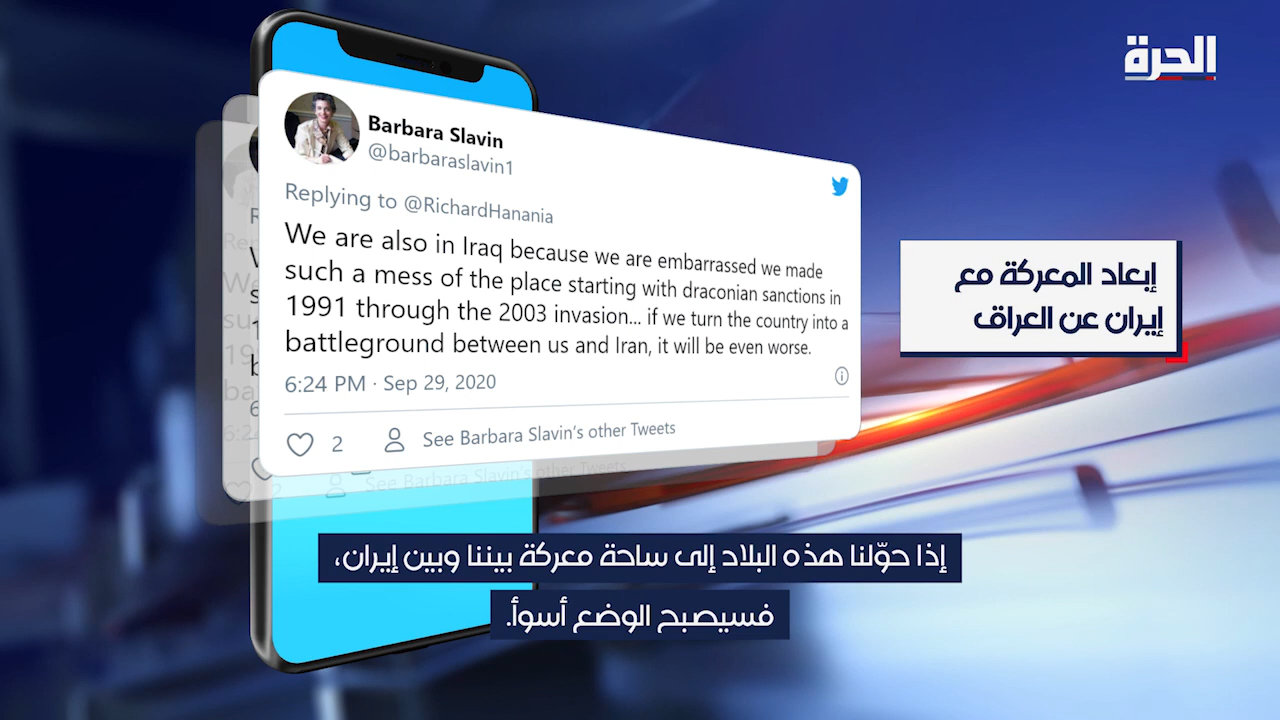 الحرة
Barbara Slavin
@barbaraslavin1
Replying to @RichardHanania
We are also in Iraq because we are embarrassed we made
such a mess of the place starting with draconian sanctions in
1991 through the 2003 invasion... if we turn the country into a
battleground between us and Iran, it will be even worse.
6:24 PM · Sep 29, 2020
2 See Barbara Slavin's other Tweets
إبعاد المعركة مع
إيران عن العراق
إذا حوّلنا هذه البلاد إلى ساحة معركة بيننا وبين إيران،
فسيصبح الوضع أسوأ.